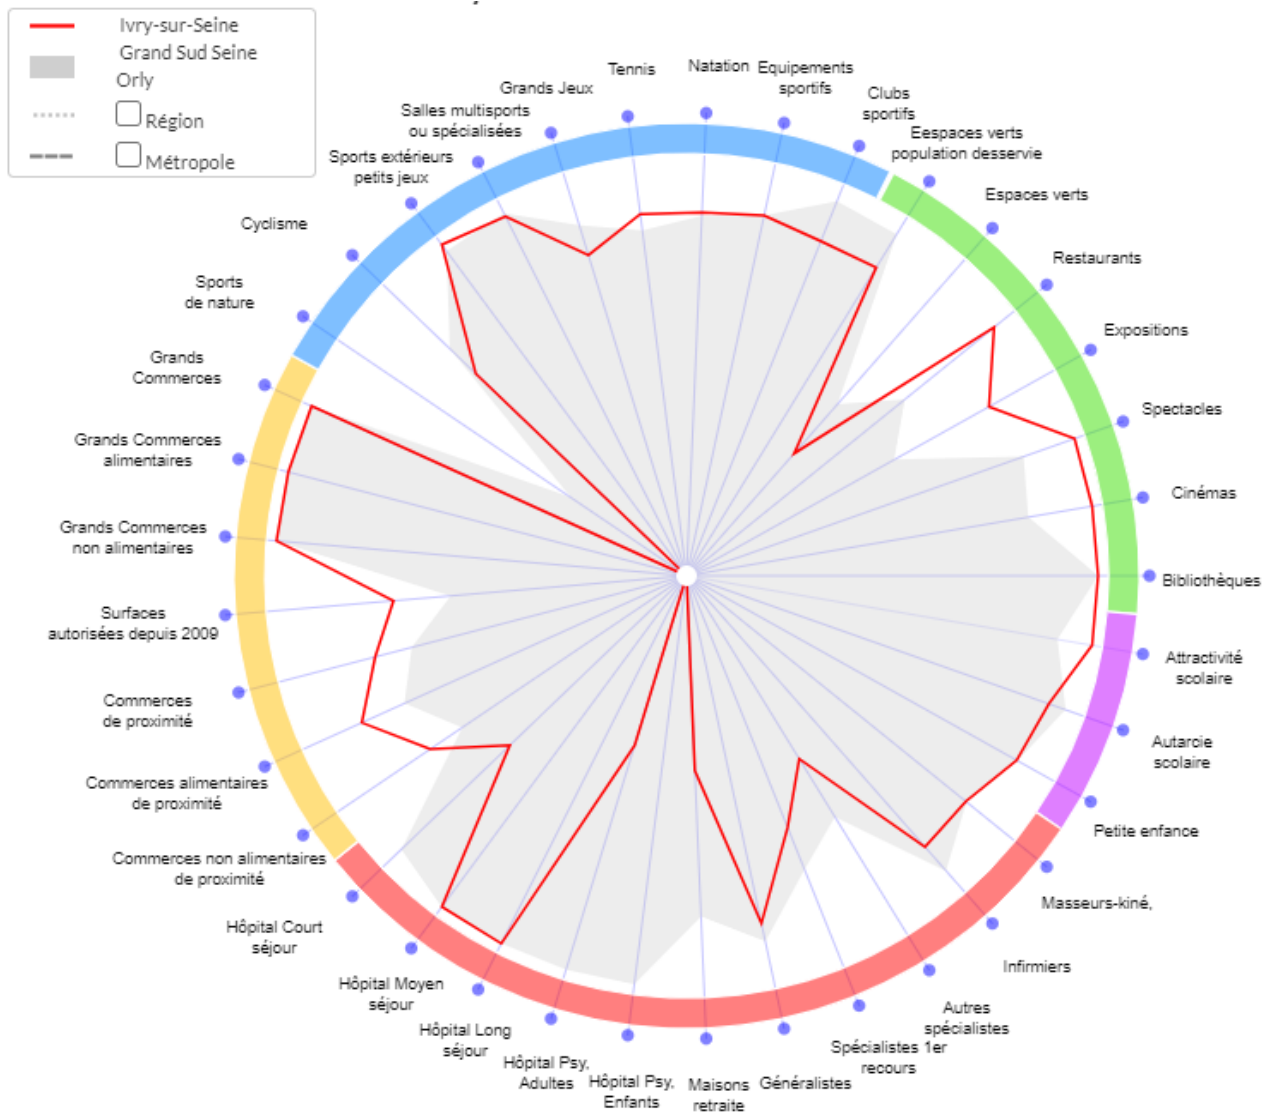 Ivry-sur-Seine
Grand Sud Seine
Orly
Région
Métropole
Tennis
Natation
Equipements
sportifs
Clubs
sportifs
Eespaces verts
population desservie
Espaces verts
Restaurants
Expositions
Spectacles
Cinémas
Bibliothèques
Attractivité
scolaire
Autarcie
scolaire
Petite enfance
Masseurs-kiné,
Infirmiers
Autres
spécialistes
Spécialistes 1er
recours
Généralistes
Maisons
retraite
Hôpital Psy,
Enfants
Hôpital Psy,
Adultes
Hôpital Long
séjour
Hôpital Moyen
séjour
Hôpital Court
séjour
Commerces non alimentaires
de proximité
Commerces alimentaires
de proximité
Commerces
de proximité
Surfaces
autorisées depuis 2009
Grands Commerces
non alimentaires
Grands Commerces
alimentaires
Grands
Commerces
Sports
de nature
Cyclisme
Sports extérieurs
petits jeux
Salles multisports
ou spécialisées
Grands Jeux